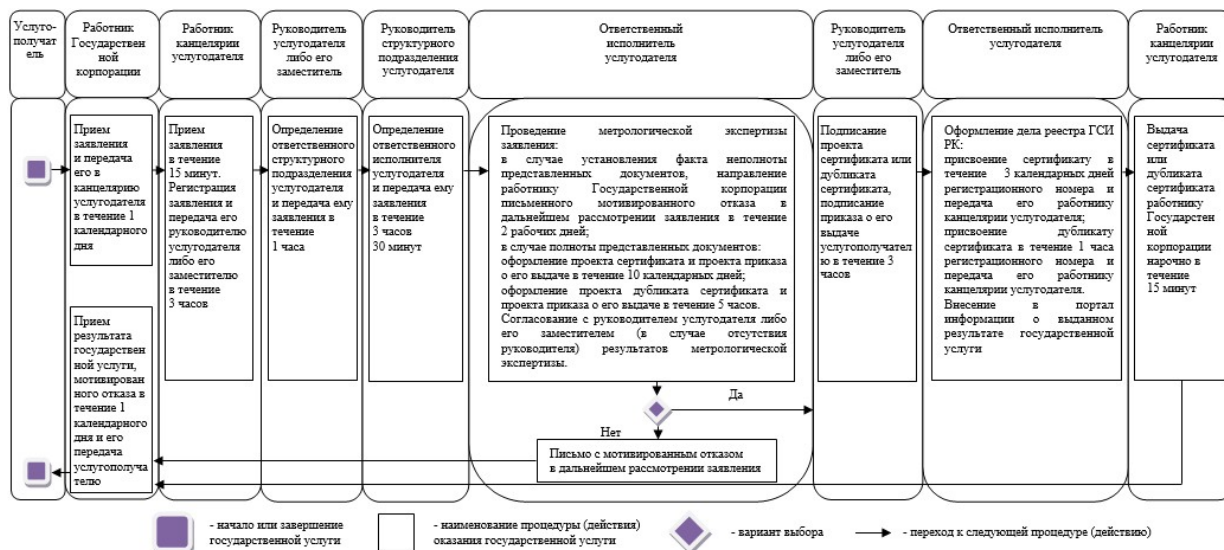 Услуго-
получ
атель
Работник
Государствен
ной
корпорации
Работник
канцелярии
услугодателя
Руководитель
услугодателя
либо его
заместитель
Руководитель
структурного
подразделения
услугодателя
Ответственный
исполнитель
услугодателя
Руководитель
услугодателя
либо его
заместитель
Ответственный исполнитель
услугодателя
Работник
канцелярии
услугодателя
Прием
заявления
и передача
его в
канцелярию
услугодателя
в течение 1
календарного
дня
Прием
заявления
в течение
15 минут.
Регистрация
заявления и
передача его
руководителю
услугодателя
либо его
заместителю
в течение
3 часов
Определение
ответственного
структурного
подразделения
услугодателя
и передача ему
заявления в
течение
1 часа
Определение
ответственного
исполнителя
услугодателя
и передача ему
заявления
в течение
3 часов
30 минут
Проведение метрологической экспертизы
заявления:
в случае установления факта неполноты
представленных документов, направление
работнику Государственной корпорации
письменного мотивированного отказа в
дальнейшем рассмотрении заявления в течение
2 рабочих дней;
в случае полноты представленных документов:
оформление проекта сертификата и проекта приказа
о его выдаче в течение 10 календарных дней;
оформление проекта дубликата сертификата и
проекта приказа о его выдаче в течение 5 часов.
Согласование с руководителем услугодателя либо
его заместителем (в случае отсутствия
руководителя) результатов метрологической
экспертизы.
Подписание
проекта
сертификата или
дубликата
сертификата,
подписание
приказа о его
выдаче
услугополучател
ю в течение 3
часов
Оформление дела реестра ГСИ
РК:
присвоение сертификату в
течение 3 календарных дней
регистрационного номера и
передача его работнику
канцелярии услугодателя;
присвоение дубликату
сертификата в течение 1 часа
регистрационного номера и
передача его работнику
канцелярии услугодателя.
Внесение в портал
информации о выданном
результате государственной
услуги
Выдача
сертификата
или
дубликата
сертификата
работнику
Государствен
ной
корпорации
нарочно в
течение
15 минут
Прием
результата
государствен
ной услуги,
мотивирован
ного отказа в
течение 1
календарного
дня и его
передача
услугополуча
телю
Да
Нет
Письмо с мотивированным отказом
в дальнейшем рассмотрении заявления
- начало или завершение
государственной услуги
- наименование процедуры (действия)
оказания государственной услуги
- вариант выбора
- переход к следующей процедуре (действию)